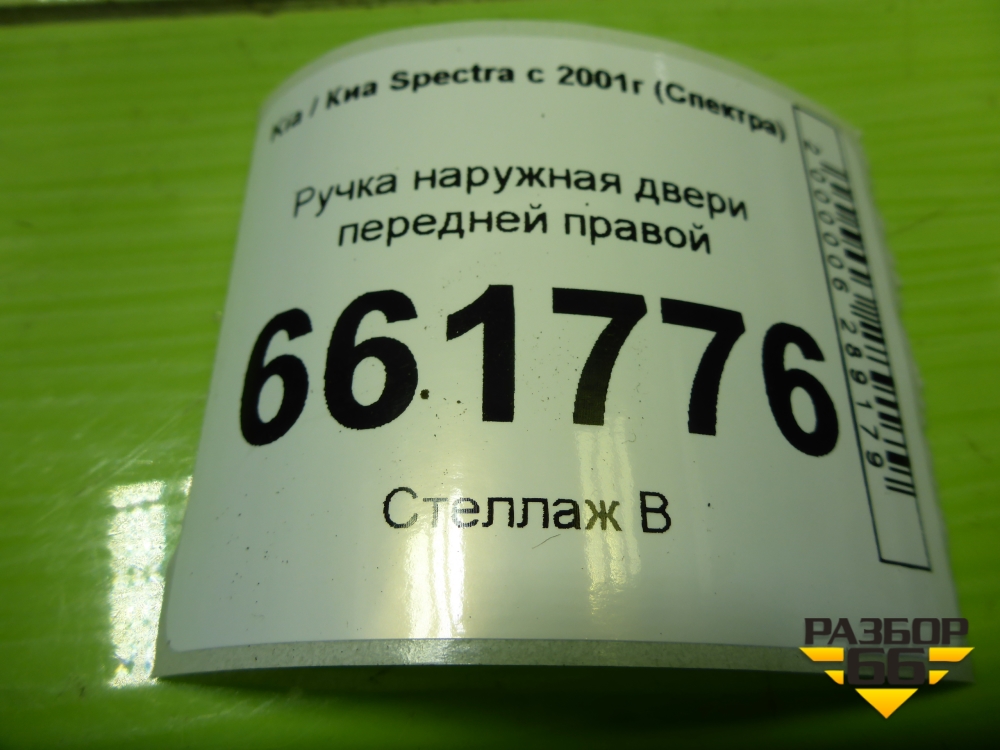 Kia / Киа Spectra с 2001г (Спектра)
Ручка наружная двери
передней правой
661776
Стеллаж В
2000006289179
РАЗБОР
66